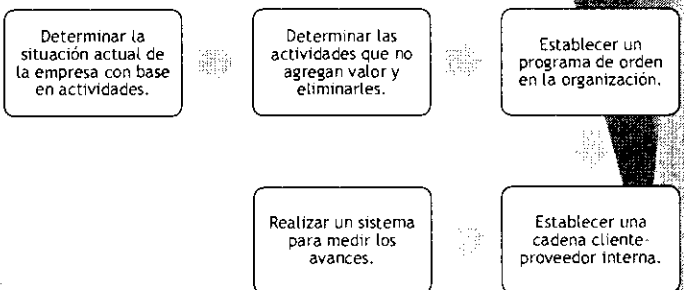 Determinar la
situación actual de
la empresa con base
en actividades.
Determinar las
actividades que no
agregan valor y
eliminarles.
Establecer un
programa de orden
en la organización.
Establecer una
cadena cliente-
proveedor interna.
Realizar un sistema
para medir los
avances.